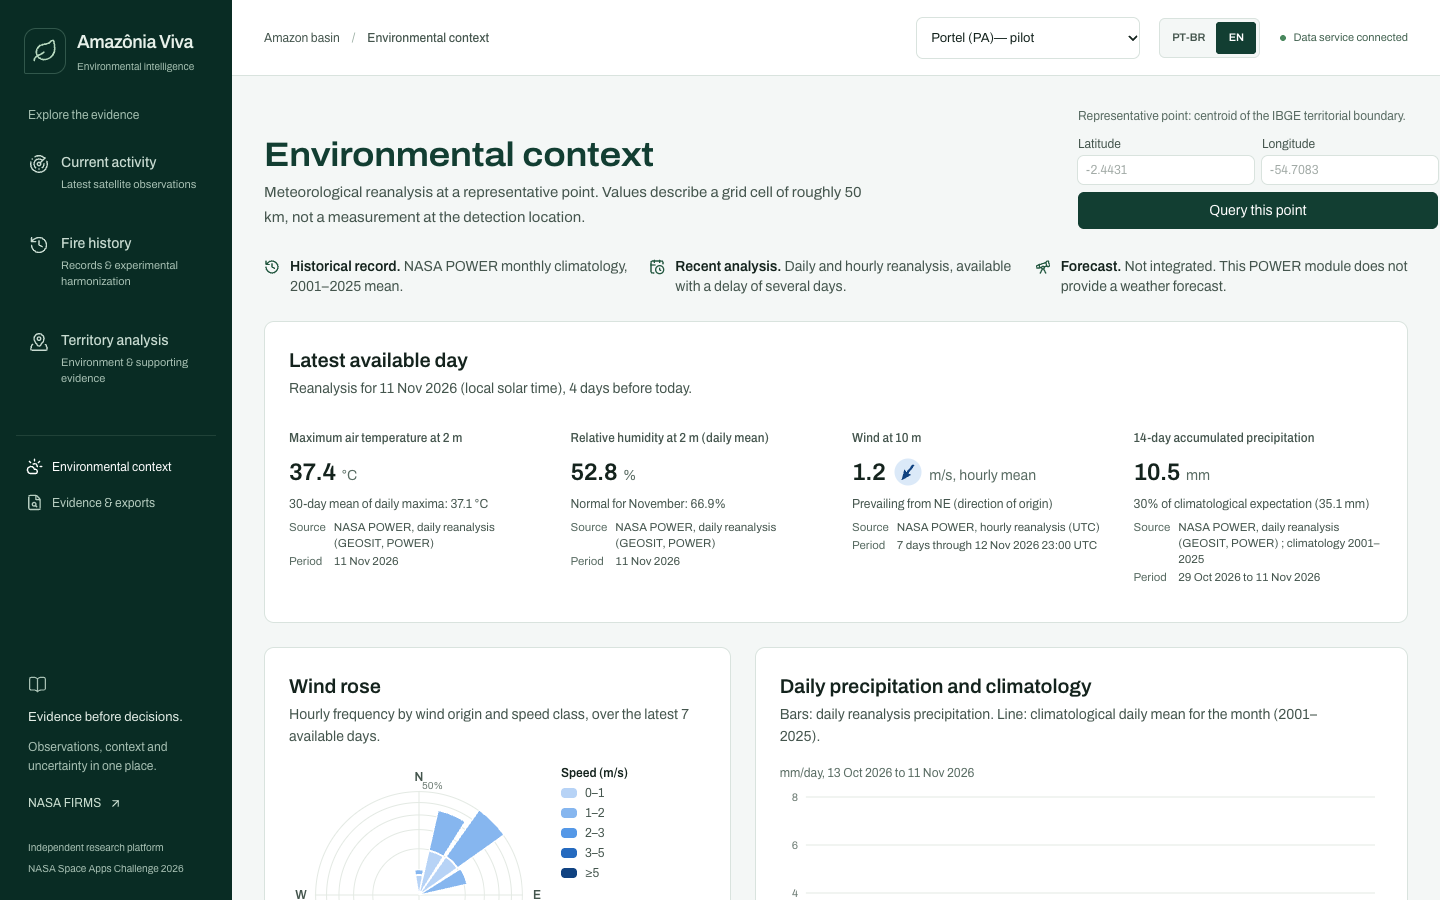 Amazônia Viva
Environmental intelligence
Explore the evidence
Current activity
Latest satellite observations
Fire history
Records & experimental
harmonization
Territory analysis
Environment & supporting
evidence
Environmental context
Evidence & exports
Evidence before decisions.
Observations, context and
uncertainty in one place.
NASA FIRMS
Independent research platform
NASA Space Apps Challenge 2026
Amazon basin / Environmental context
Portel (PA)— pilot
PT-BR EN
Data service connected
Environmental context
Meteorological reanalysis at a representative point. Values describe a grid cell of roughly 50
km, not a measurement at the detection location.
Representative point: centroid of the IBGE territorial boundary.
Latitude Longitude
-2.4431 -54.7083
Query this point
Historical record. NASA POWER monthly climatology,
2001–2025 mean.
Recent analysis. Daily and hourly reanalysis, available
with a delay of several days.
Forecast. Not integrated. This POWER module does not
provide a weather forecast.
Latest available day
Reanalysis for 11 Nov 2026 (local solar time), 4 days before today.
Maximum air temperature at 2 m
37.4 °C
30-day mean of daily maxima: 37.1 °C
Source NASA POWER, daily reanalysis
(GEOSIT, POWER)
Period 11 Nov 2026
Relative humidity at 2 m (daily mean)
52.8 %
Normal for November: 66.9%
Source NASA POWER, daily reanalysis
(GEOSIT, POWER)
Period 11 Nov 2026
Wind at 10 m
1.2 m/s, hourly mean
Prevailing from NE (direction of origin)
Source NASA POWER, hourly reanalysis (UTC)
Period 7 days through 12 Nov 2026 23:00 UTC
14-day accumulated precipitation
10.5 mm
30% of climatological expectation (35.1 mm)
Source NASA POWER, daily reanalysis
(GEOSIT, POWER) ; climatology 2001–
2025
Period 29 Oct 2026 to 11 Nov 2026
Wind rose
Hourly frequency by wind origin and speed class, over the latest 7
available days.
N
50%
W
E
Speed (m/s)
0–1
1–2
2–3
3–5
≥5
Daily precipitation and climatology
Bars: daily reanalysis precipitation. Line: climatological daily mean for the month (2001–
2025).
mm/day, 13 Oct 2026 to 11 Nov 2026
8
6
4